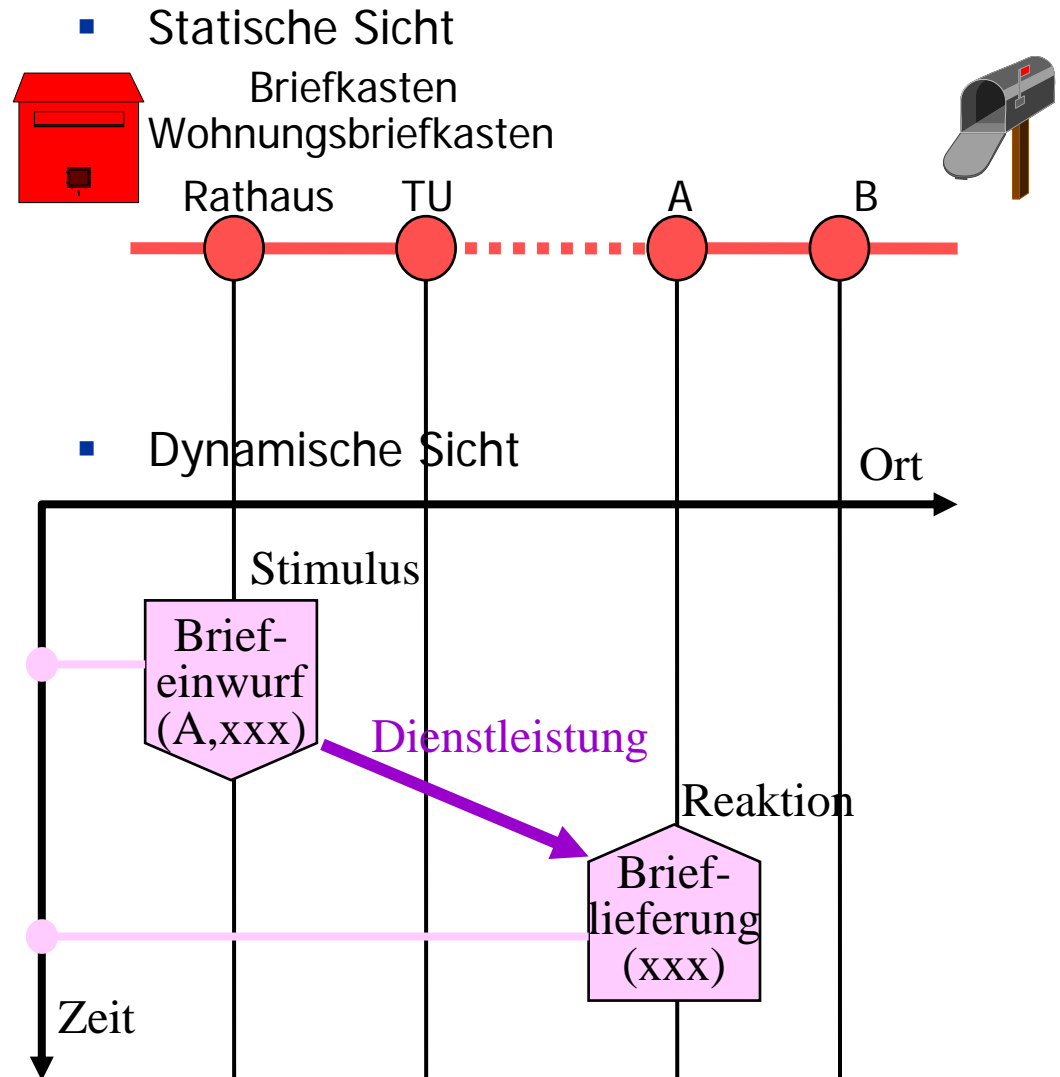 Statische Sicht
Briefkasten
Wohnungsbriefkasten
Rathaus TU A B
Dynamische Sicht
Ort
Stimulus
Brief-
einwurf
(A,xxx)
Dienstleistung
Reaktion
Brief-
lieferung
(xxx)
Zeit